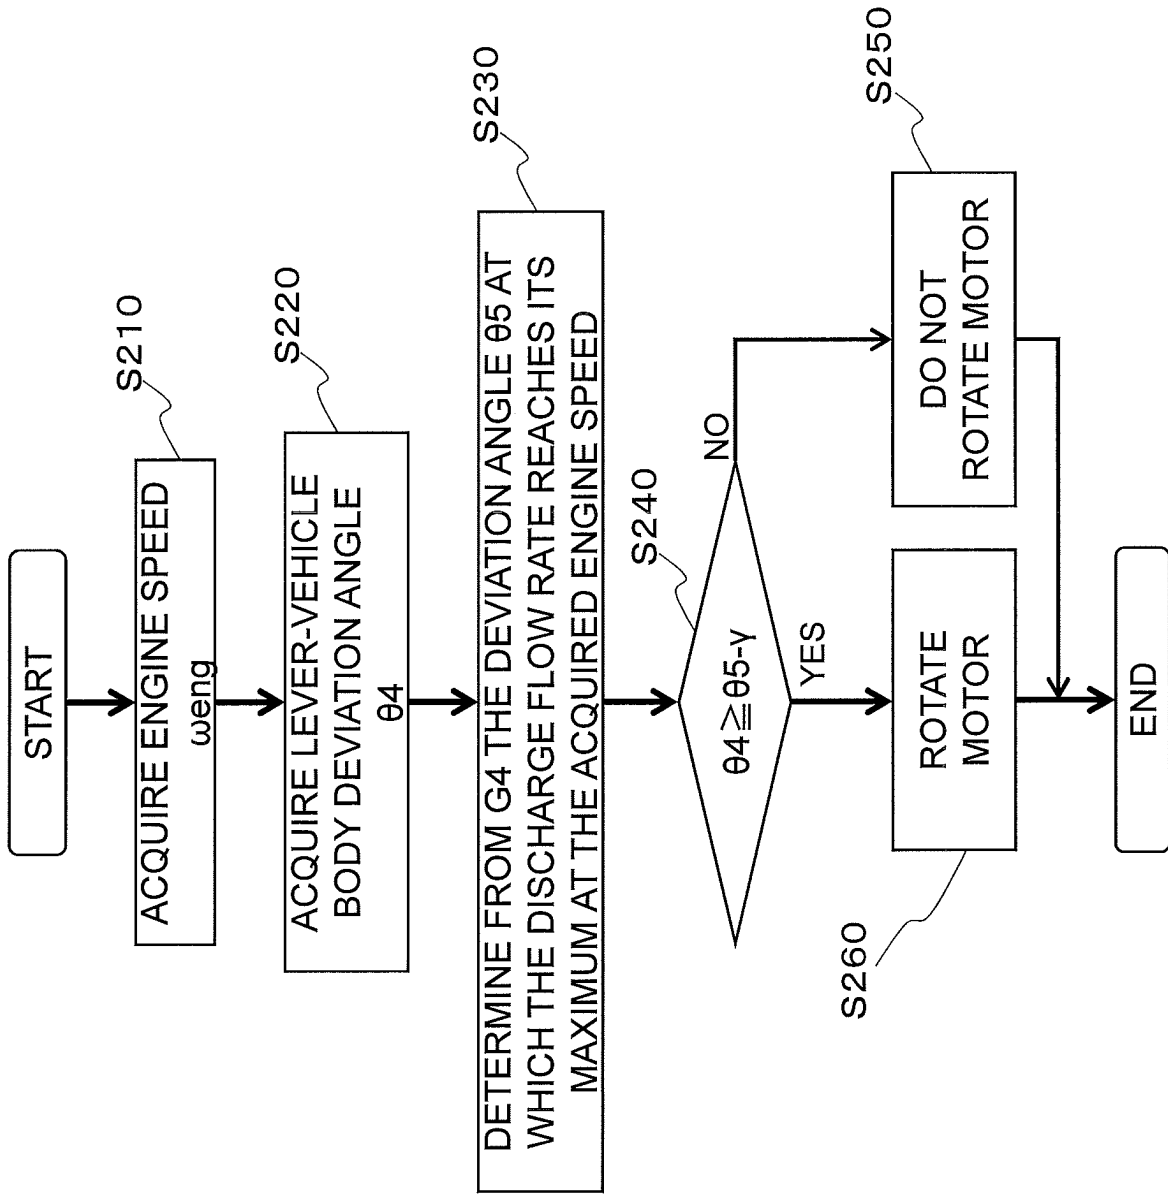 START
S210
ACQUIRE ENGINE SPEED
ωeng
S220
ACQUIRE LEVER-VEHICLE
BODY DEVIATION ANGLE
θ4
S230
DETERMINE FROM G4 THE DEVIATION ANGLE θ5 AT
WHICH THE DISCHARGE FLOW RATE REACHES ITS
MAXIMUM AT THE ACQUIRED ENGINE SPEED
S240
θ4≧θ5-γ
NO
YES
S250
DO NOT
ROTATE MOTOR
S260
ROTATE
MOTOR
END